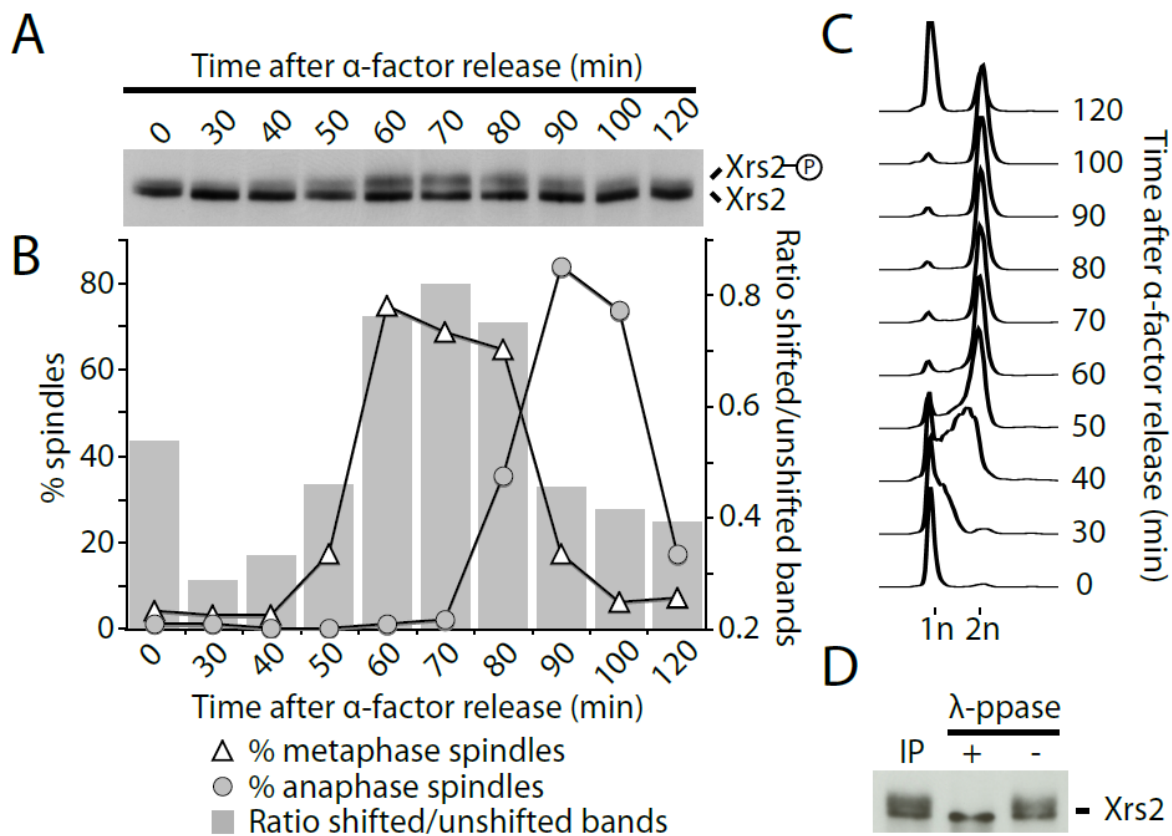 A
Time after α-factor release (min)
0 30 40 50 60 70 80 90 100 120
Xrs2-P
Xrs2
B
80
60
40
20
0
% spindles
0.8
0.6
0.4
0.2
Ratio shifted/unshifted bands
0 30 40 50 60 70 80 90 100 120
Time after α-factor release (min)
% metaphase spindles
% anaphase spindles
Ratio shifted/unshifted bands
C
120
100
90
80
70
60
50
40
30
0
Time after α-factor release (min)
1n 2n
D
λ-ppase
IP + -
Xrs2